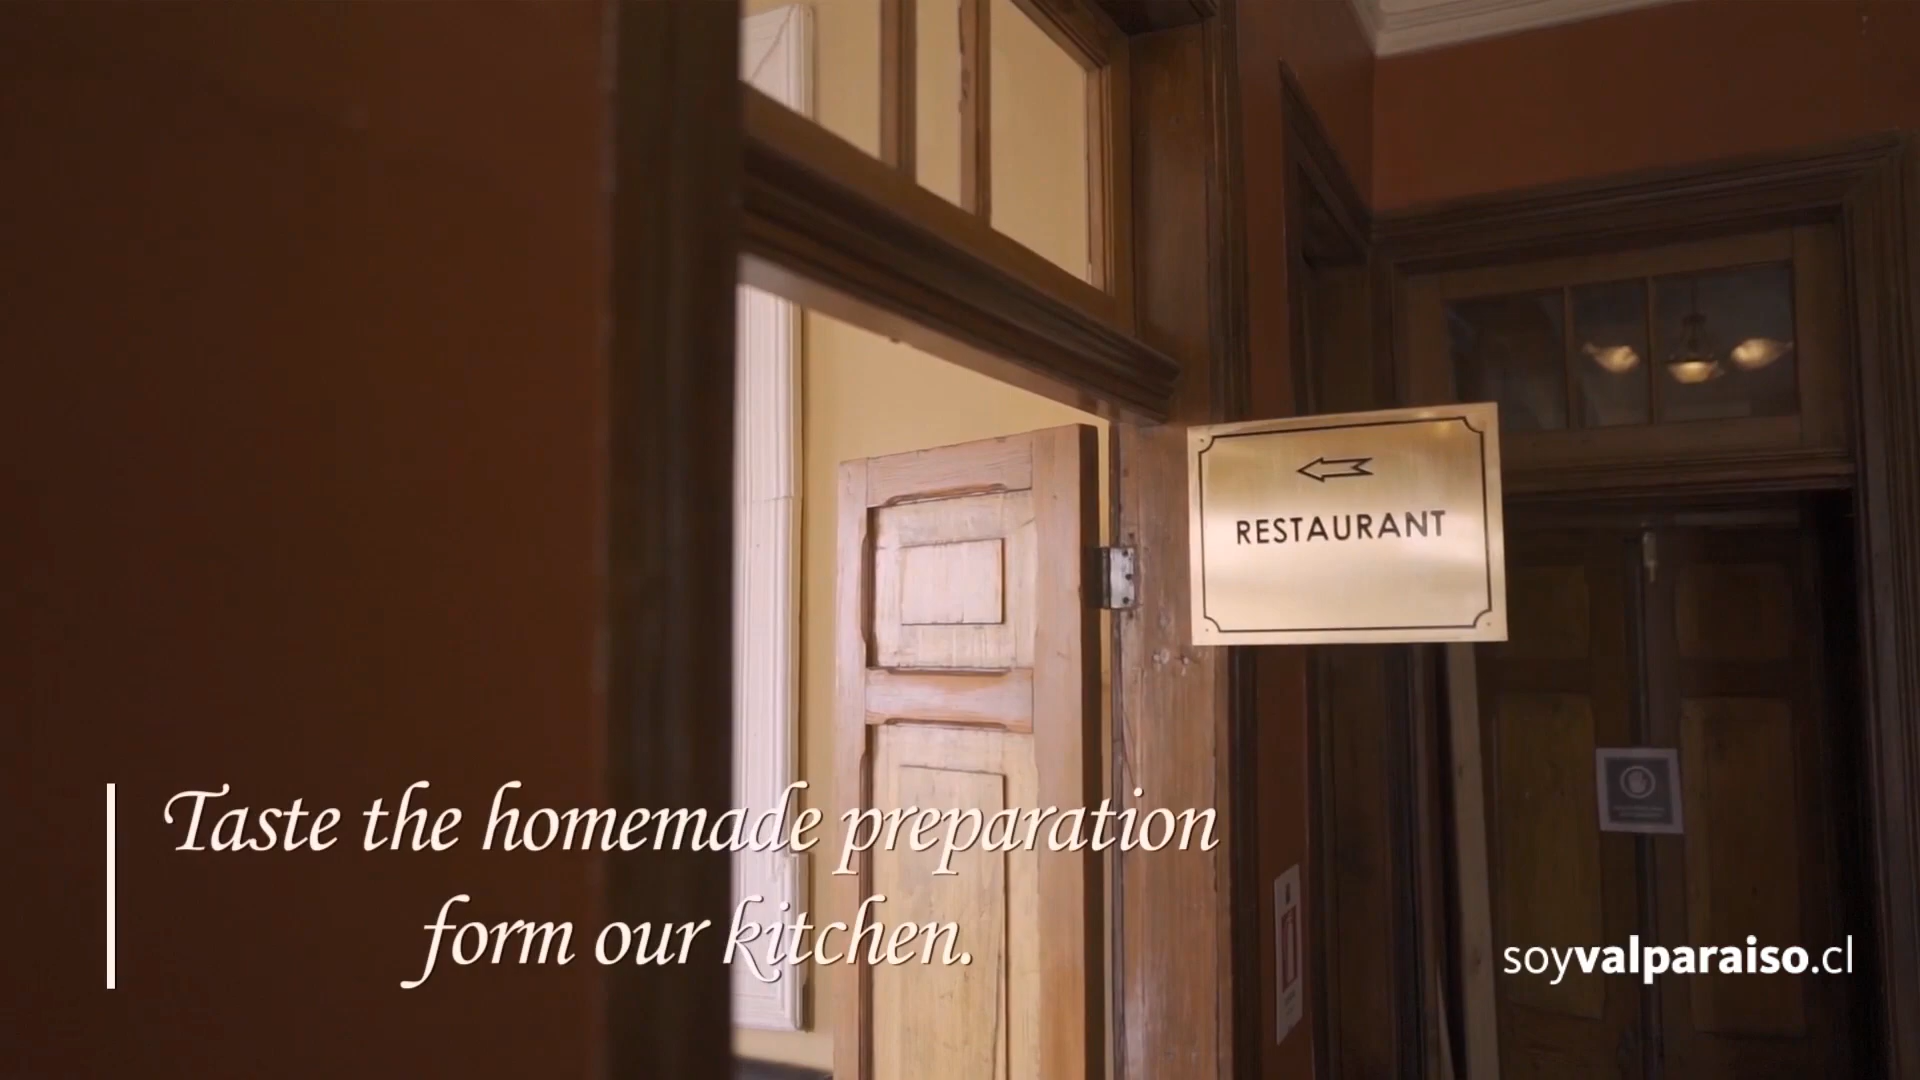 RESTAURANT
Taste the homemade preparation
form our kitchen.
soyvalparaiso.cl